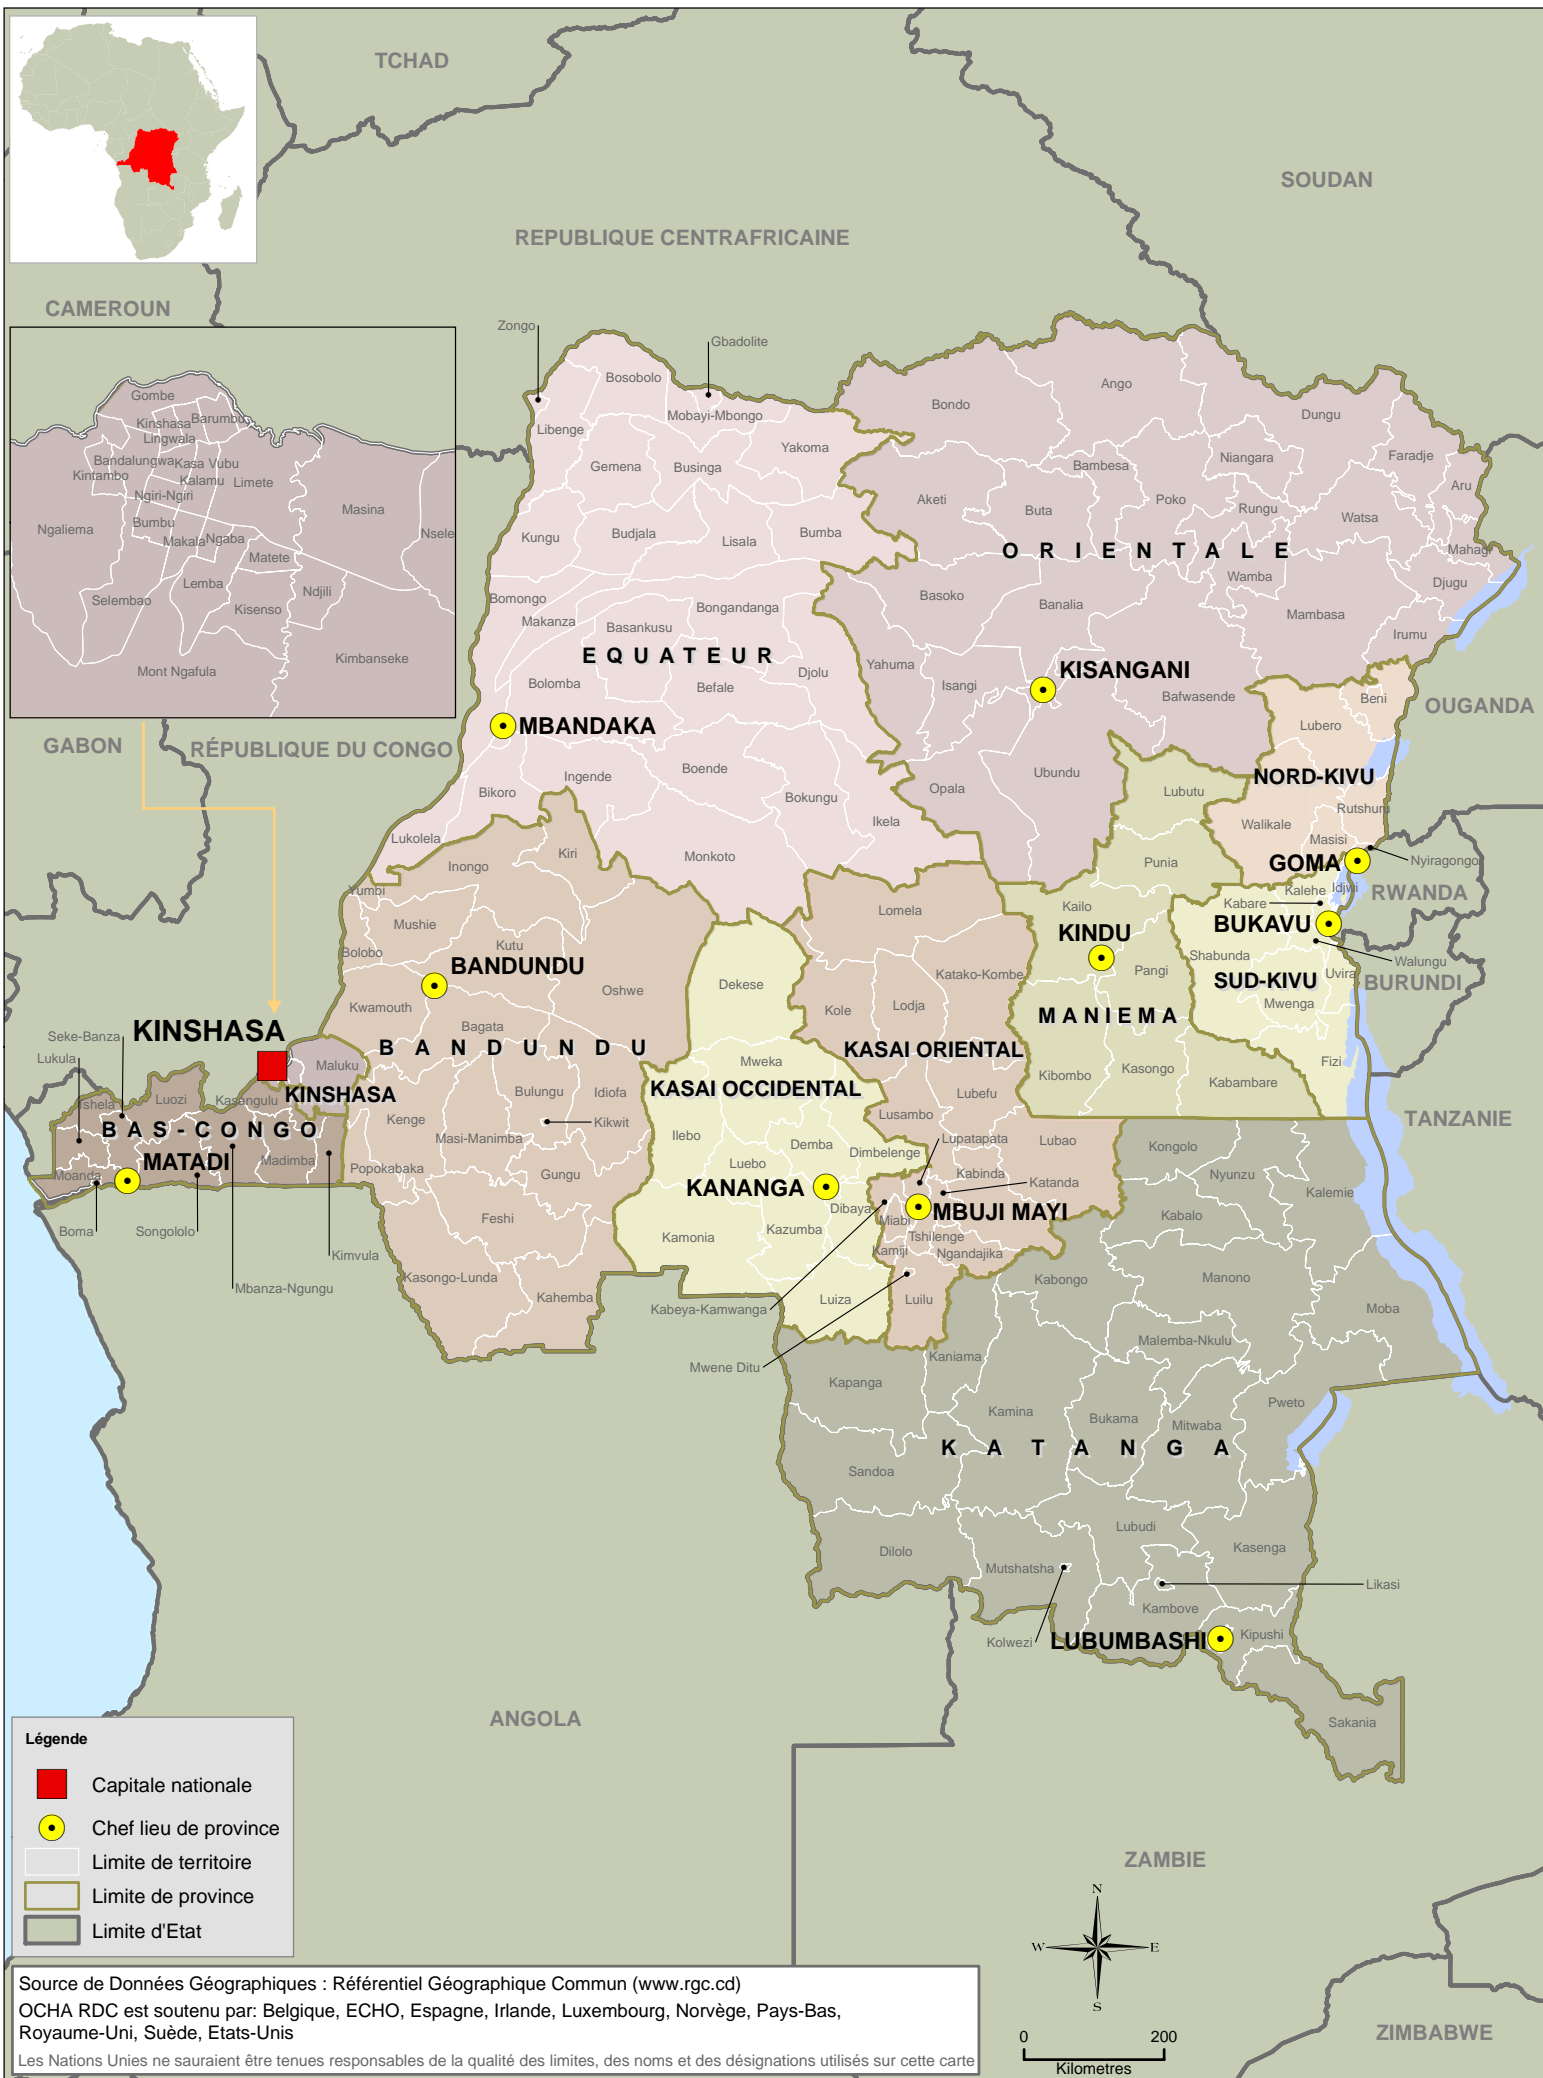 TCHAD
SOUDAN
REPUBLIQUE CENTRAFRICAINE
CAMEROUN
Gombe
Kinshasa
Barumbu
Lingwala
Bandalungwa
Kasa Vubu
Kintambo
Kalamu
Limete
Ngiri-Ngiri
Masina
Ngaliema
Bumbu
Makala
Ngaba
Nsele
Matete
Lemba
Ndjili
Selembao
Kisenso
Kimbanseke
Mont Ngafula
GABON
RÉPUBLIQUE DU CONGO
Zongo
Gbadolite
Bosobolo
Mobayi-Mbongo
Libenge
Yakoma
Gemena
Businga
Kungu
Budjala
Lisala
Bumba
Bomongo
Makanza
Bongandanga
Basankusu
EQUATEUR
Bolomba
Befale
Djolu
MBANDAKA
Ingende
Boende
Bikoro
Bokungu
Ikela
Lukolela
Monkoto
Ango
Bondo
Dungu
Bambesa
Niangara
Faradje
Aketi
Buta
Poko
Rungu
Aru
Watsa
ORIENTALE
Mahagi
Wamba
Djugu
Basoko
Banalia
Mambasa
Irumu
Yahuma
Isangi
KISANGANI
Bafwasende
Opala
Ubundu
Beni
OUGANDA
Lubero
NORD-KIVU
Rutshuru
Walikale
Masisi
GOMA
Nyiragongo
Lubutu
Punia
Kailo
KINDU
Pangi
MANIEMA
Kibombo
Kasongo
Kabambare
Kalehe
Idjwi
Kabare
RWANDA
BUKAVU
Shabunda
Walungu
Uvira
SUD-KIVU
BURUNDI
Mwenga
Fizi
TANZANIE
Kiri
Inongo
Yumbi
Mushie
Kutu
Bolobo
BANDUNDU
Oshwe
Kwamouth
Bagata
BANDUNDU
Bulungu
Idiofa
Kenge
Kikwit
Masi-Manimba
Popokabaka
Gungu
Feshi
Kasongo-Lunda
Kahemba
KINSHASA
Maluku
KINSHASA
Seke-Banza
Lukula
Tshela
Luozi
Kasangulu
BAS-CONGO
MATADI
Madimba
Moanda
Boma
Songololo
Kimvula
Mbanza-Ngungu
Dekese
Mweka
KASAI OCCIDENTAL
Ilebo
Demba
Luebo
Dimbelenge
KANANGA
Dibaya
Kazumba
Kamonia
Luiza
Lomela
Katako-Kombe
Kole
Lodja
KASAI ORIENTAL
Lubefu
Lusambo
Lupatapata
Lubao
Kabinda
Katanda
MBUJI MAYI
Miabi
Tshilenge
Kamiji
Ngandajika
Luilu
Kabeya-Kamwanga
Mwene Ditu
Kongolo
Nyunzu
Kalemie
Kabalo
Kabongo
Manono
Moba
Malemba-Nkulu
Kaniama
Kapanga
Pweto
Kamina
Bukama
Mitwaba
KATANGA
Sandoa
Lubudi
Dilolo
Mutshatsha
Kasenga
Likasi
Kambove
Kolwezi
LUBUMBASHI
Kipushi
Sakania
ANGOLA
ZAMBIE
ZIMBABWE
Légende
Capitale nationale
Chef lieu de province
Limite de territoire
Limite de province
Limite d'Etat
N
W
E
S
0 200
Kilometres
Source de Données Géographiques : Référentiel Géographique Commun (www.rgc.cd)
OCHA RDC est soutenu par: Belgique, ECHO, Espagne, Irlande, Luxembourg, Norvège, Pays-Bas,
Royaume-Uni, Suède, Etats-Unis
Les Nations Unies ne sauraient être tenues responsables de la qualité des limites, des noms et des désignations utilisés sur cette carte